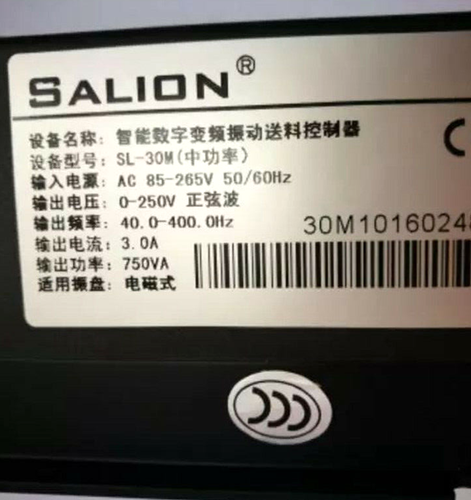 SALION®
设备名称: 智能数字变频振动送料控制器
设备型号: SL-30M(中功率)
输入电源: AC 85-265V 50/60Hz
输出电压: 0-250V 正弦波
输出频率: 40.0-400.0Hz
30M1016024
输出电流: 3.0A
输出功率: 750VA
适用振盘: 电磁式
CCC